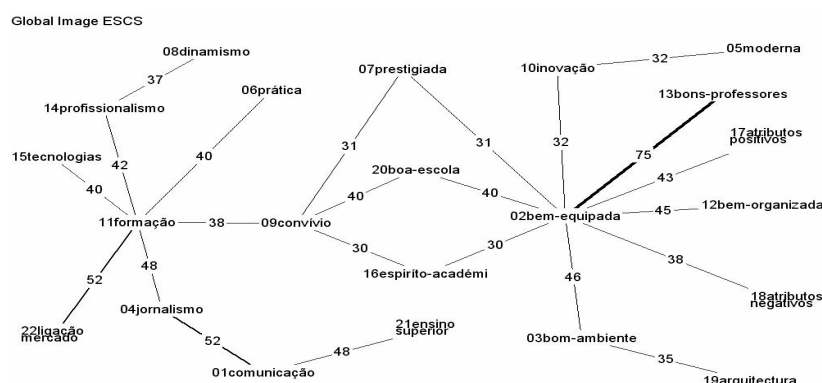 Global Image ESCS
08dinamismo
07prestigiada
10inovação
32
05moderna
37
06prática
13bons-professores
14profissionalismo
17atributos
positivos
15tecnologias
42
40
31
31
32
75
43
40
20boa-escola
40
40
12bem-organizada
45
02bem-equipada
11formação
38
09convívio
30
30
48
16espiríto-académi
38
52
46
04jornalismo
18atributos
negativos
22ligação
mercado
21ensino
superior
52
48
03bom-ambiente
35
01comunicação
19arquitectura